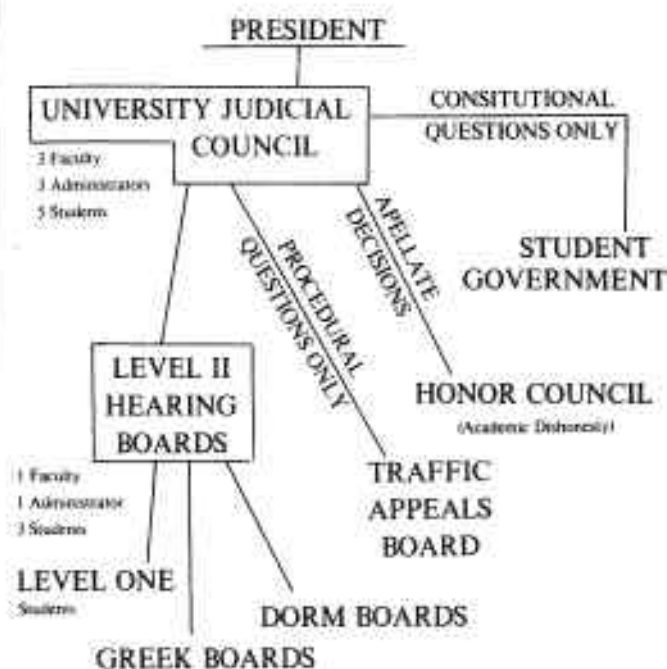 PRESIDENT
UNIVERSITY JUDICIAL
COUNCIL
3 Faculty
3 Administrators
5 Students
CONSITUTIONAL
QUESTIONS ONLY
STUDENT
GOVERNMENT
APELLATE
DECISIONS
HONOR COUNCIL
(Academic Dishonesty)
PROCEDURAL
QUESTIONS ONLY
TRAFFIC
APPEALS
BOARD
LEVEL II
HEARING
BOARDS
1 Faculty
1 Administrator
3 Students
LEVEL ONE
Students
DORM BOARDS
GREEK BOARDS